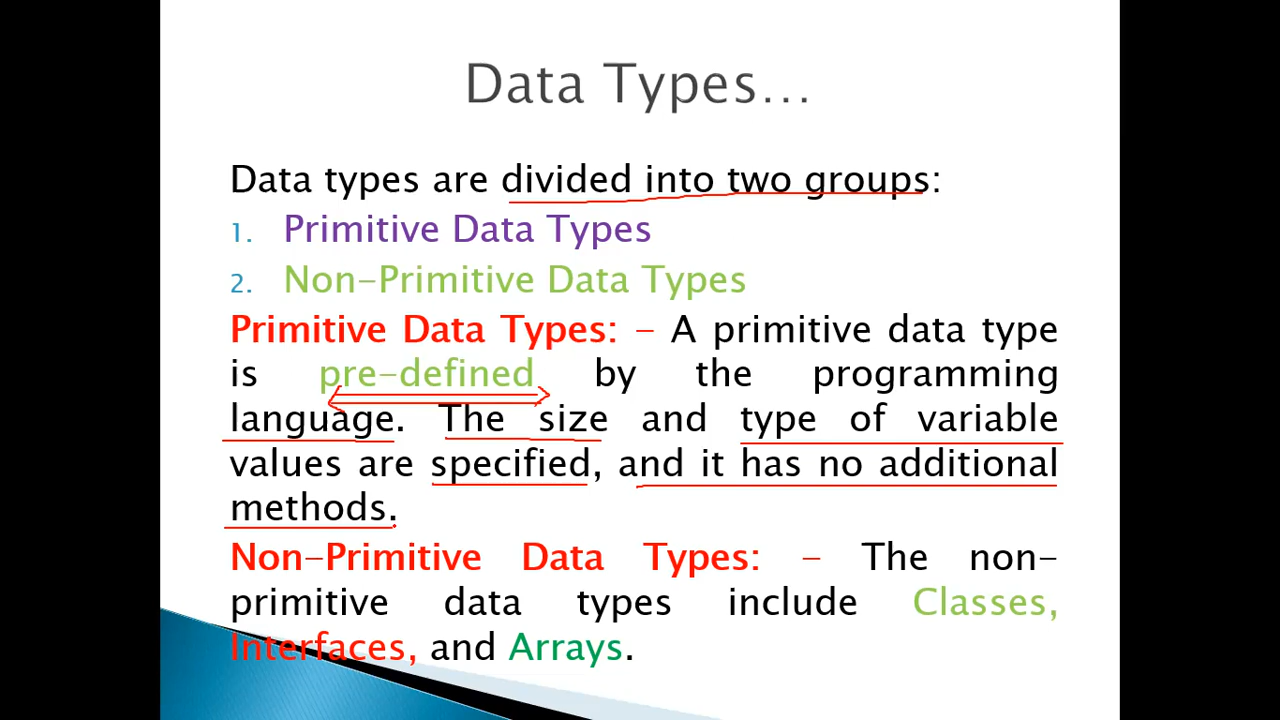 Data Types...
Data types are divided into two groups:
1. Primitive Data Types
2. Non-Primitive Data Types
Primitive Data Types: - A primitive data type
is pre-defined by the programming
language. The size and type of variable
values are specified, and it has no additional
methods.
Non-Primitive Data Types: - The non-
primitive data types include Classes,
Interfaces, and Arrays.